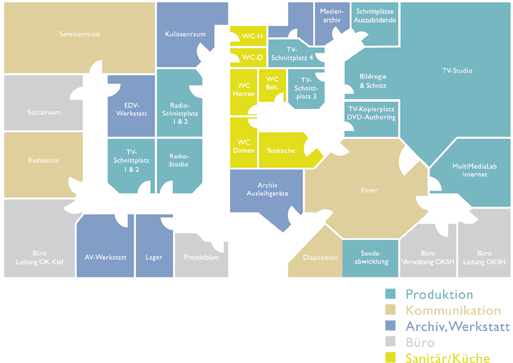 Seminarraum
Kulissenraum
WC-H
WC-D
TV-
Schnittplatz 4
Medien-
archiv
Schnittplätze
Auszubildende
TV-Studio
Bildregie
& Schnitt
Sozialraum
EDV-
Werkstatt
Radio-
Schnittplatz
1 & 2
WC
Herren
WC
Beh.
TV-
Schnitt-
platz 3
TV-Kopierplatz
DVD-Authoring
Redaktion
TV-
Schnittplatz
1 & 2
Radio-
Studio
WC
Damen
Teeküche
MultiMediaLab
Internet
Archiv
Ausleihgeräte
Foyer
Büro
Leitung OK Kiel
AV-Werkstatt
Lager
Projektbüro
Disposition
Sende-
abwicklung
Büro
Verwaltung OKSH
Büro
Leitung OKSH
Produktion
Kommunikation
Archiv, Werkstatt
Büro
Sanitär/Küche